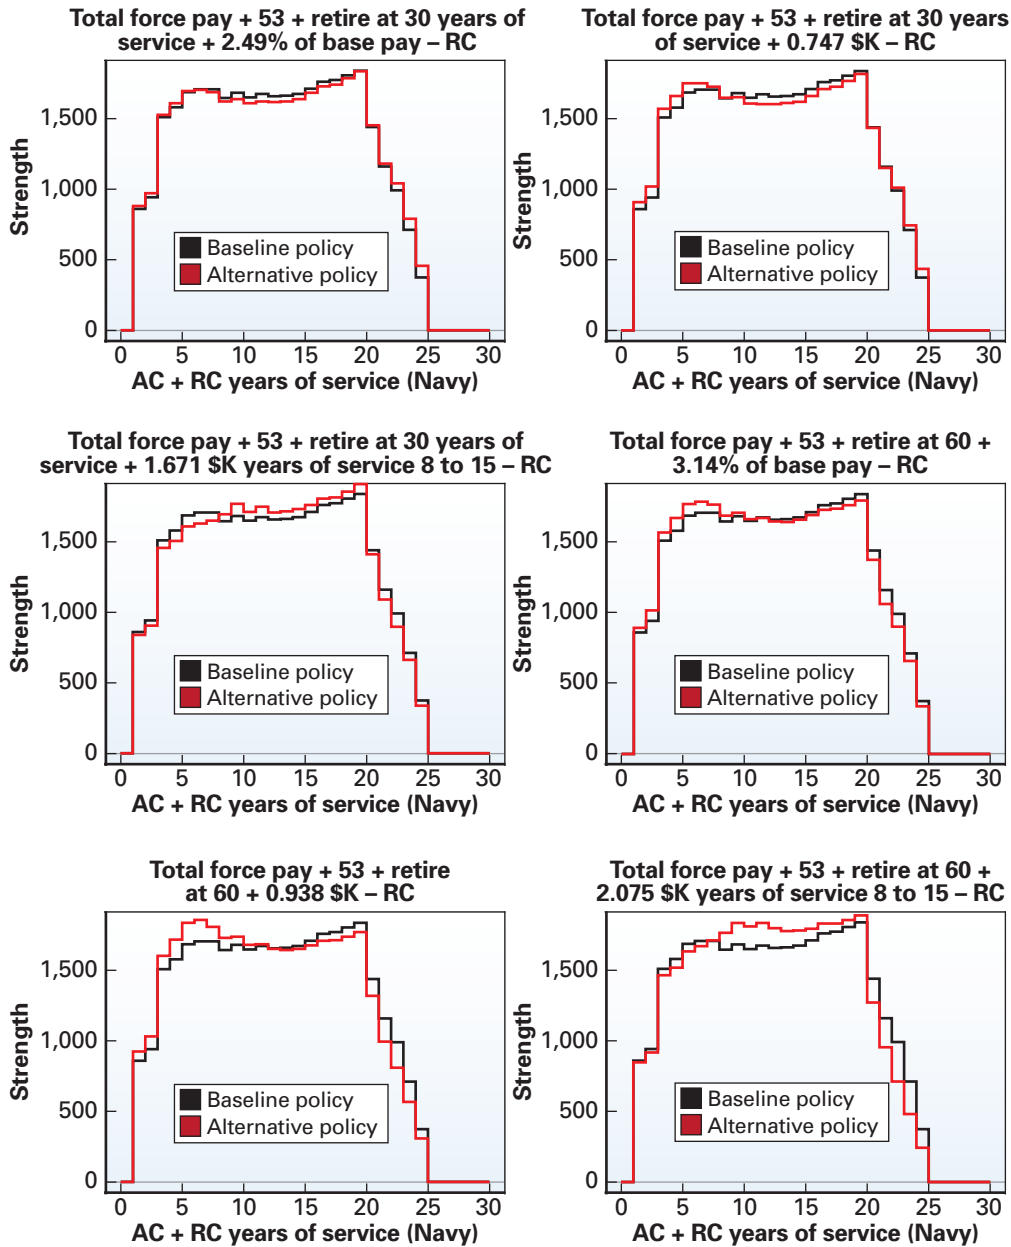 Total force pay + 53 + retire at 30 years of
service + 2.49% of base pay – RC
Strength
1,500
1,000
500
0
Baseline policy
Alternative policy
0 5 10 15 20 25 30
AC + RC years of service (Navy)
Total force pay + 53 + retire at 30 years
of service + 0.747 $K – RC
Strength
1,500
1,000
500
0
Baseline policy
Alternative policy
0 5 10 15 20 25 30
AC + RC years of service (Navy)
Total force pay + 53 + retire at 30 years of
service + 1.671 $K years of service 8 to 15 – RC
Strength
1,500
1,000
500
0
Baseline policy
Alternative policy
0 5 10 15 20 25 30
AC + RC years of service (Navy)
Total force pay + 53 + retire at 60 +
3.14% of base pay – RC
Strength
1,500
1,000
500
0
Baseline policy
Alternative policy
0 5 10 15 20 25 30
AC + RC years of service (Navy)
Total force pay + 53 + retire
at 60 + 0.938 $K – RC
Strength
1,500
1,000
500
0
Baseline policy
Alternative policy
0 5 10 15 20 25 30
AC + RC years of service (Navy)
Total force pay + 53 + retire at 60 +
2.075 $K years of service 8 to 15 – RC
Strength
1,500
1,000
500
0
Baseline policy
Alternative policy
0 5 10 15 20 25 30
AC + RC years of service (Navy)